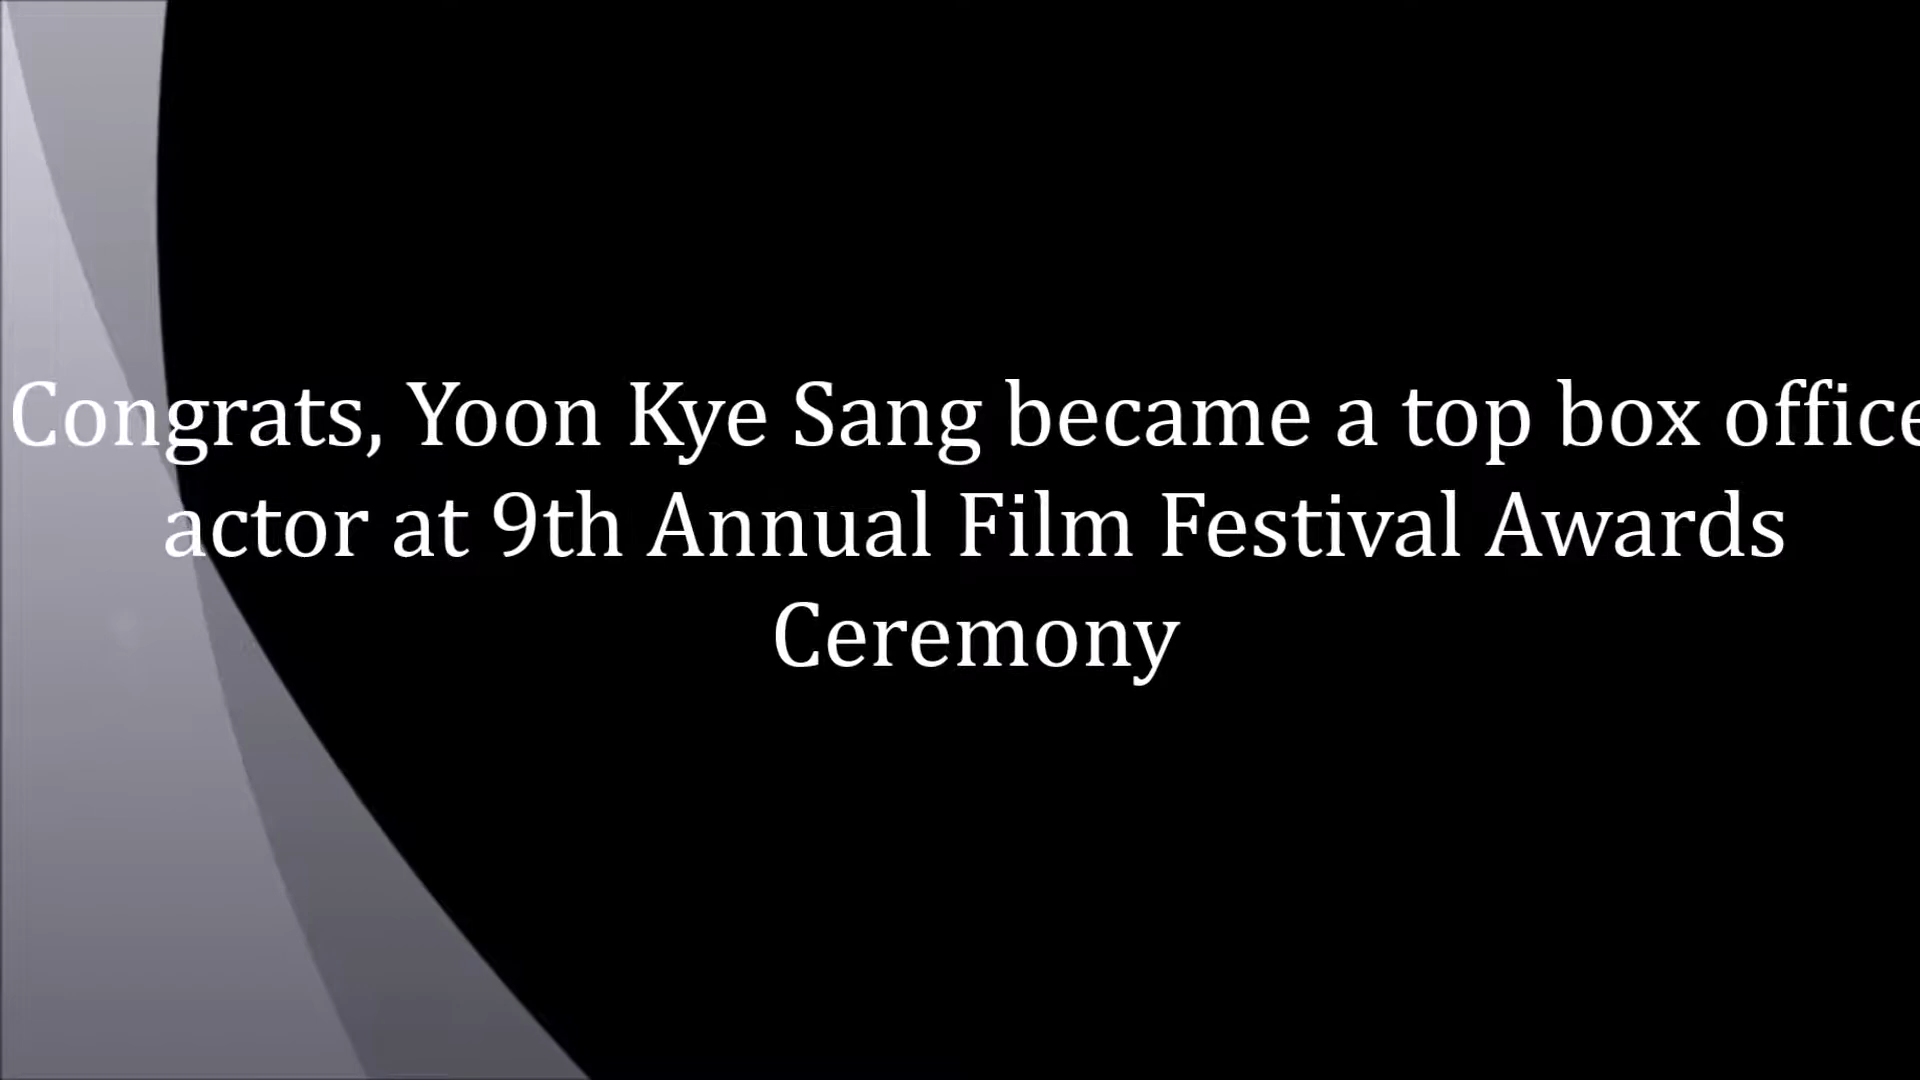 Congrats, Yoon Kye Sang became a top box office
actor at 9th Annual Film Festival Awards
Ceremony